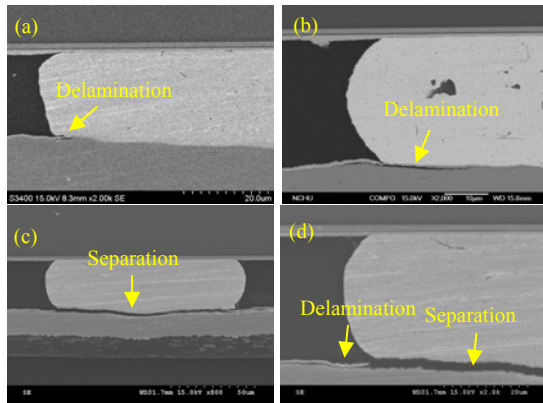 (a)
Delamination
S3400 15.0kV 8.3mm x2.00k SE 20.0um
(b)
Delamination
NCHU COMPO 15.0kV X2,000 10μm WD 15.8mm
(c)
Separation
SE WD31.7mm 15.0kV x800 50um
(d)
Delamination
Separation
SE WD31.7mm 15.0kV x2.0k 20um